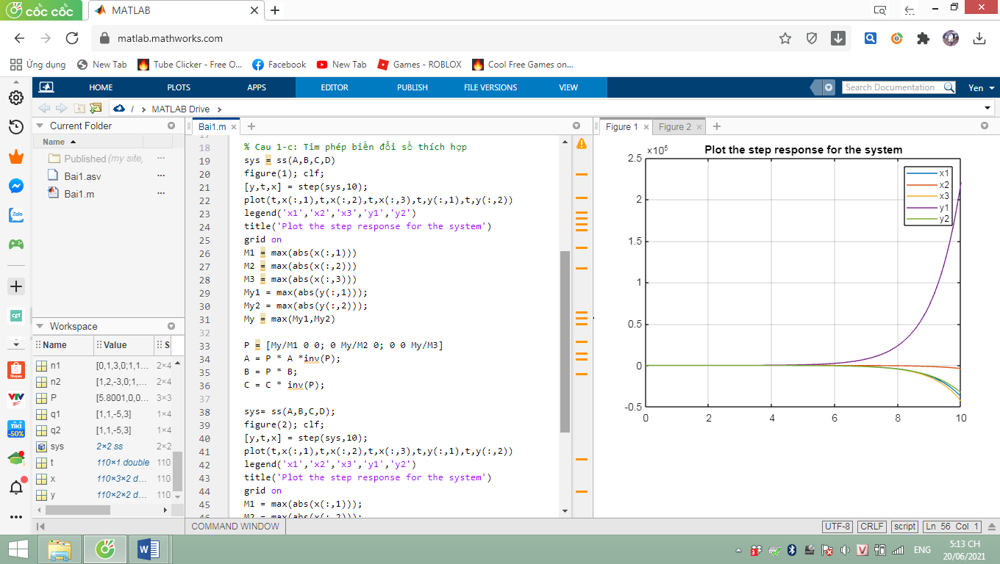 cốc cốc
MATLAB
matlab.mathworks.com
Ứng dụng
New Tab
Tube Clicker - Free O...
Facebook
New Tab
Games - ROBLOX
Cool Free Games on...
HOME
PLOTS
APPS
EDITOR
PUBLISH
FILE VERSIONS
VIEW
Search Documentation
Yen
/ MATLAB Drive
Current Folder
Name
Published (my site,
Bai1.asv
Bai1.m
Workspace
Name Value S
n1 [0,1,3,0;1,1... 2×4
n2 [1,2,-3,0;1,... 2×4
P [5.8001,0,0... 3×3
q1 [1,1,-5,3] 1×4
q2 [1,1,-5,3] 1×4
sys 2×2 ss 2×2
t 110×1 double 110
x 110×3×2 d... 110
y 110×2×2 d... 110
Bai1.m
17
18 % Cau 1-c: Tìm phép biến đổi số thích hợp
19 sys = ss(A,B,C,D)
20 figure(1); clf;
21 [y,t,x] = step(sys,10);
22 plot(t,x(:,1),t,x(:,2),t,x(:,3),t,y(:,1),t,y(:,2))
23 legend('x1','x2','x3','y1','y2')
24 title('Plot the step response for the system')
25 grid on
26 M1 = max(abs(x(:,1)))
27 M2 = max(abs(x(:,2)))
28 M3 = max(abs(x(:,3)))
29 My1 = max(abs(y(:,1)));
30 My2 = max(abs(y(:,2)));
31 My = max(My1,My2)
32
33 P = [My/M1 0 0; 0 My/M2 0; 0 0 My/M3]
34 A = P * A *inv(P);
35 B = P * B;
36 C = C * inv(P);
37
38 sys= ss(A,B,C,D);
39 figure(2); clf;
40 [y,t,x] = step(sys,10);
41 plot(t,x(:,1),t,x(:,2),t,x(:,3),t,y(:,1),t,y(:,2))
42 legend('x1','x2','x3','y1','y2')
43 title('Plot the step response for the system')
44 grid on
45 M1 = max(abs(x(:,1)));
46 M2 = max(abs(x(:,2)));
Figure 1
Figure 2
×10⁵
Plot the step response for the system
2.5
2
1.5
1
0.5
0
-0.5
0 2 4 6 8 10
x1
x2
x3
y1
y2
COMMAND WINDOW
UTF-8
CRLF
script
Ln 56 Col 1
Zalo
cgt
Shopee
VTV
go
TIKI
-50%
ENG
5:13 CH
20/06/2021